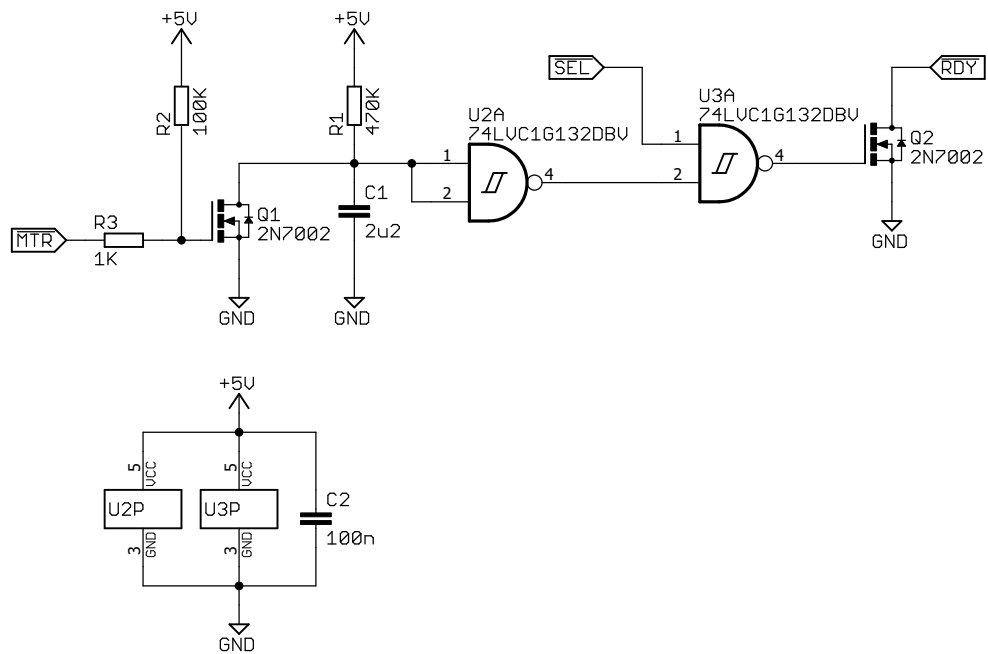 +5V
+5V
SEL
RDY
R2
100K
R1
470K
U2A
74LVC1G132DBV
U3A
74LVC1G132DBV
1
2
4
1
2
4
Q2
2N7002
GND
MTR
R3
1K
Q1
2N7002
C1
2u2
GND
GND
+5V
5
VCC
U2P
3
GND
5
VCC
U3P
3
GND
C2
100n
GND